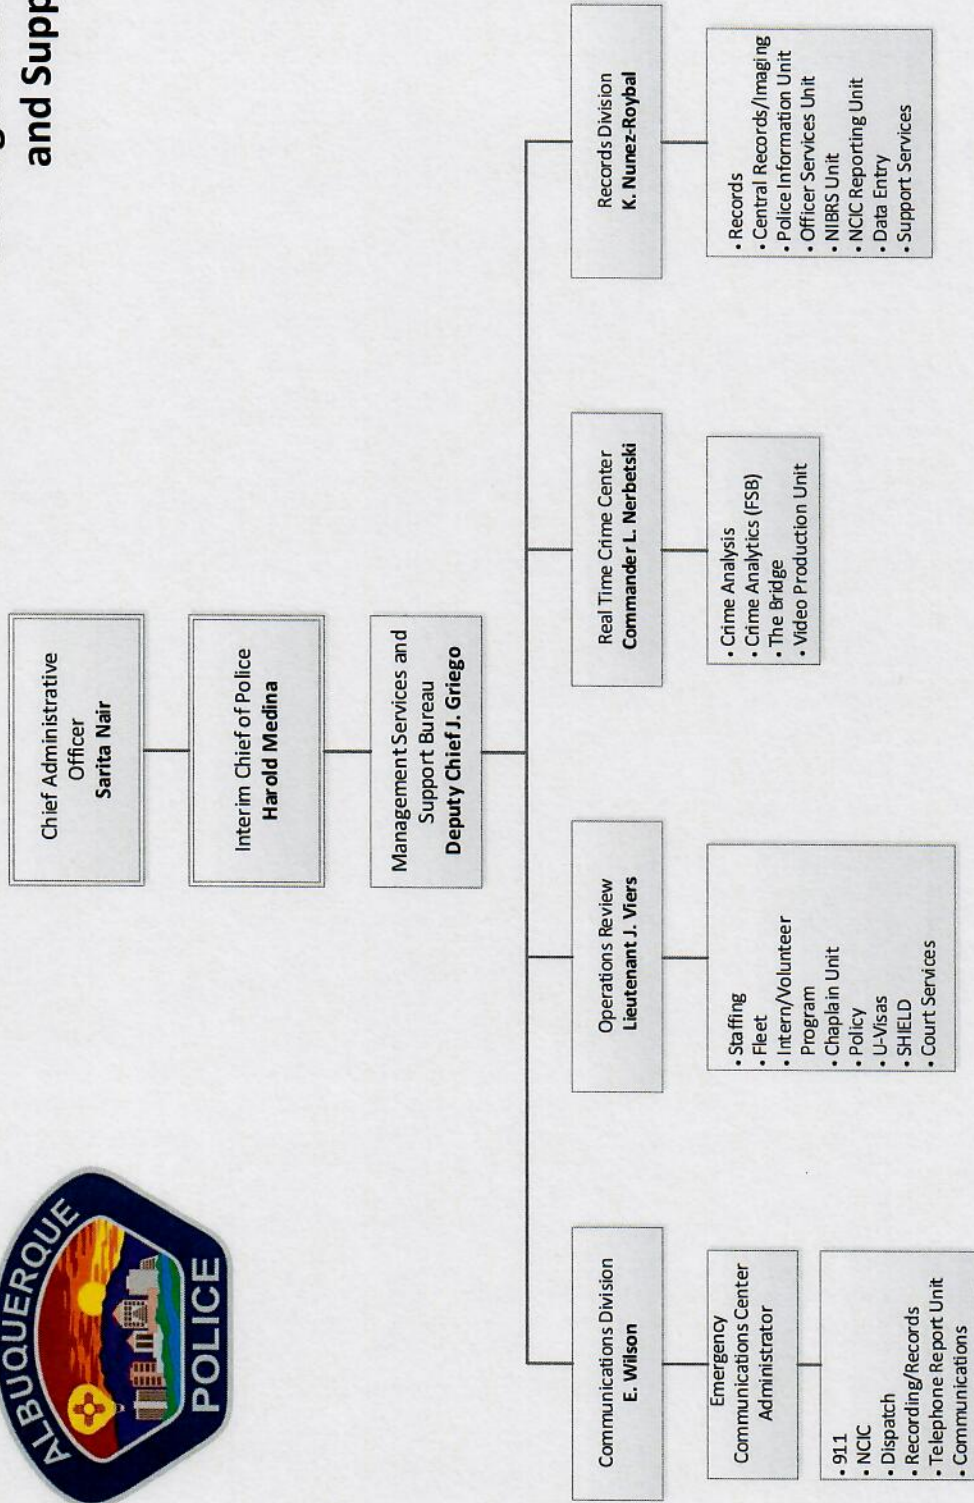 and Supp
ALBUQUERQUE
POLICE
Chief Administrative
Officer
Sarita Nair
Interim Chief of Police
Harold Medina
Management Services and
Support Bureau
Deputy Chief J. Griego
Communications Division
E. Wilson
Emergency
Communications Center
Administrator
• 911
• NCIC
• Dispatch
• Recording/Records
• Telephone Report Unit
• Communications
Operations Review
Lieutenant J. Viers
• Staffing
• Fleet
• Intern/Volunteer
Program
• Chaplain Unit
• Policy
• U-Visas
• SHIELD
• Court Services
Real Time Crime Center
Commander L. Nerbetski
• Crime Analysis
• Crime Analytics (FSB)
• The Bridge
• Video Production Unit
Records Division
K. Nunez-Roybal
• Records
• Central Records/Imaging
• Police Information Unit
• Officer Services Unit
• NIBRS Unit
• NCIC Reporting Unit
• Data Entry
• Support Services